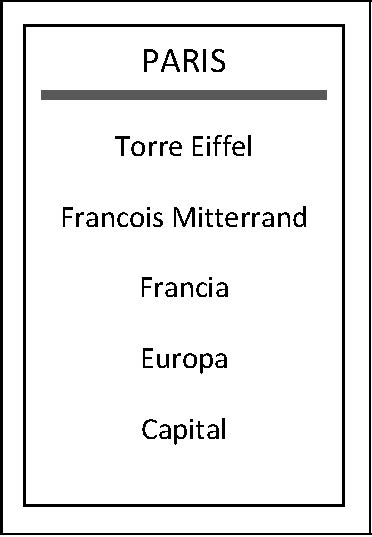 PARIS
Torre Eiffel
Francois Mitterrand
Francia
Europa
Capital